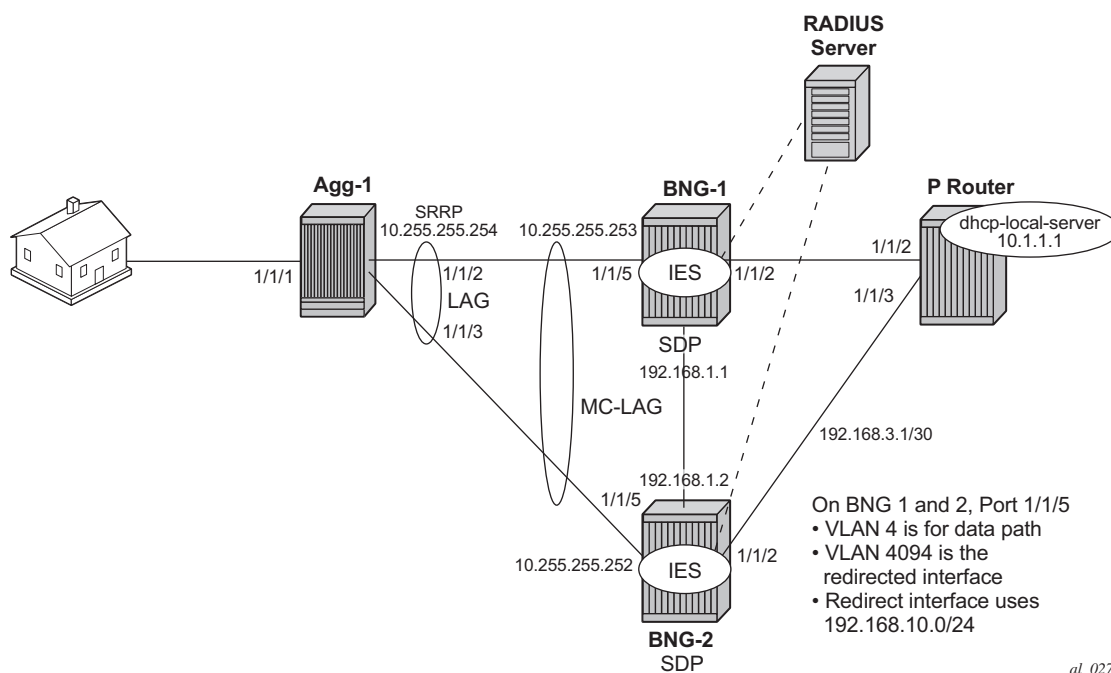 RADIUS
Server
Agg-1
BNG-1
P Router
SRRP
10.255.255.254
10.255.255.253
dhcp-local-server
10.1.1.1
1/1/1
1/1/2
1/1/5
IES
1/1/2
1/1/2
LAG
1/1/3
1/1/3
SDP
192.168.1.1
MC-LAG
192.168.3.1/30
192.168.1.2
1/1/5
10.255.255.252
IES
1/1/2
BNG-2
SDP
On BNG 1 and 2, Port 1/1/5
• VLAN 4 is for data path
• VLAN 4094 is the
redirected interface
• Redirect interface uses
192.168.10.0/24
al_027